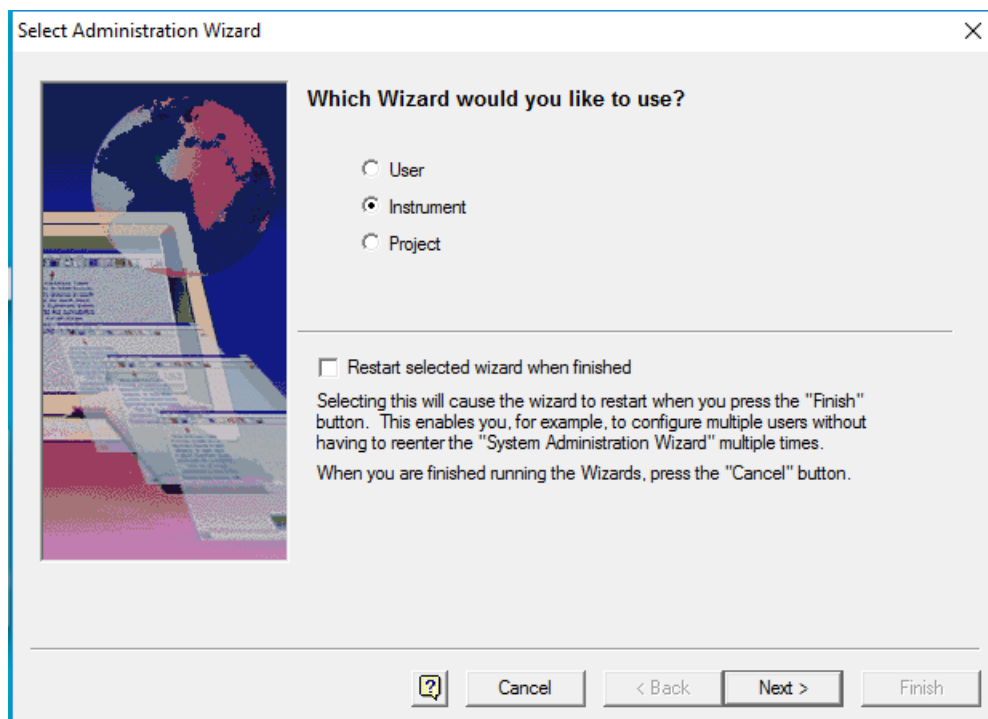 Select Administration Wizard
Which Wizard would you like to use?
User
Instrument
Project
Restart selected wizard when finished
Selecting this will cause the wizard to restart when you press the "Finish"
button. This enables you, for example, to configure multiple users without
having to reenter the "System Administration Wizard" multiple times.
When you are finished running the Wizards, press the "Cancel" button.
?
Cancel
< Back
Next >
Finish